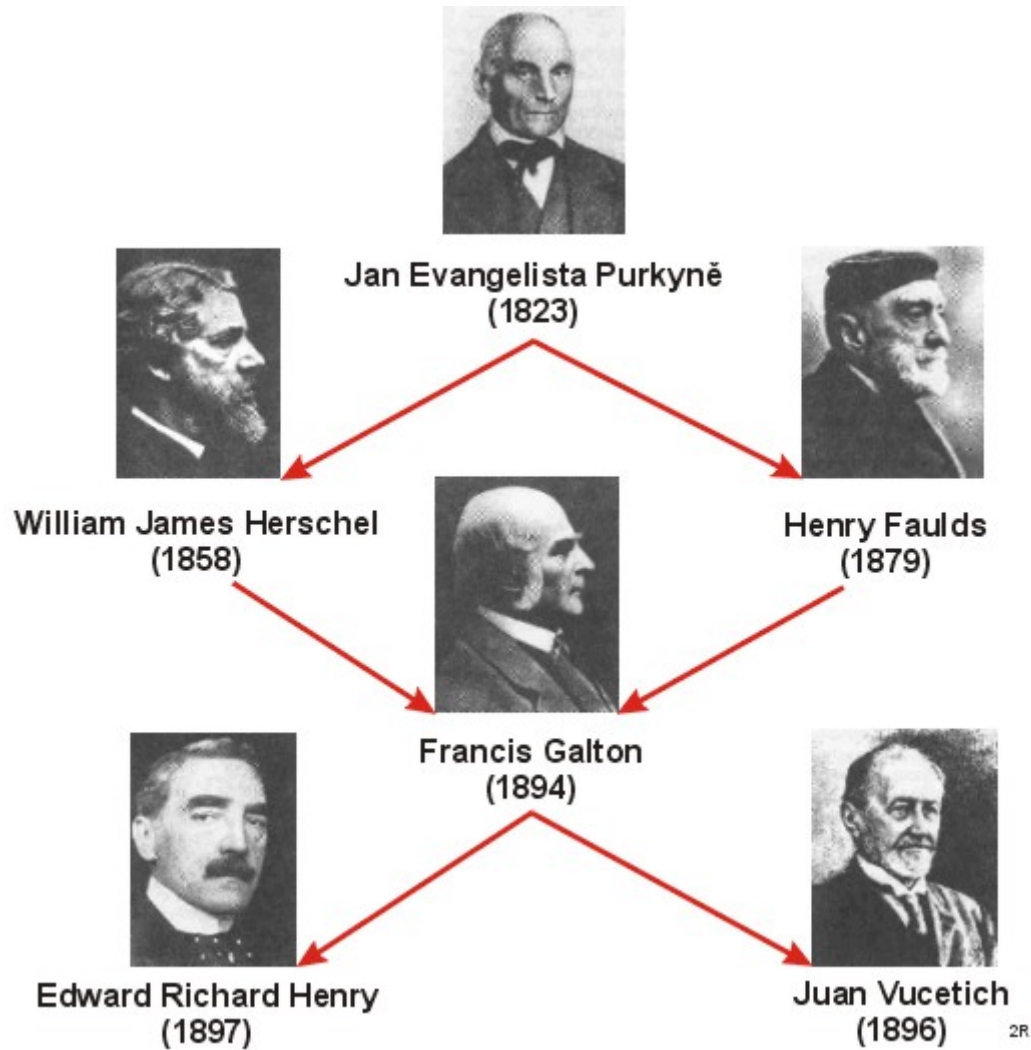 Jan Evangelista Purkyně
(1823)
William James Herschel
(1858)
Henry Faulds
(1879)
Francis Galton
(1894)
Edward Richard Henry
(1897)
Juan Vucetich
(1896)
2R